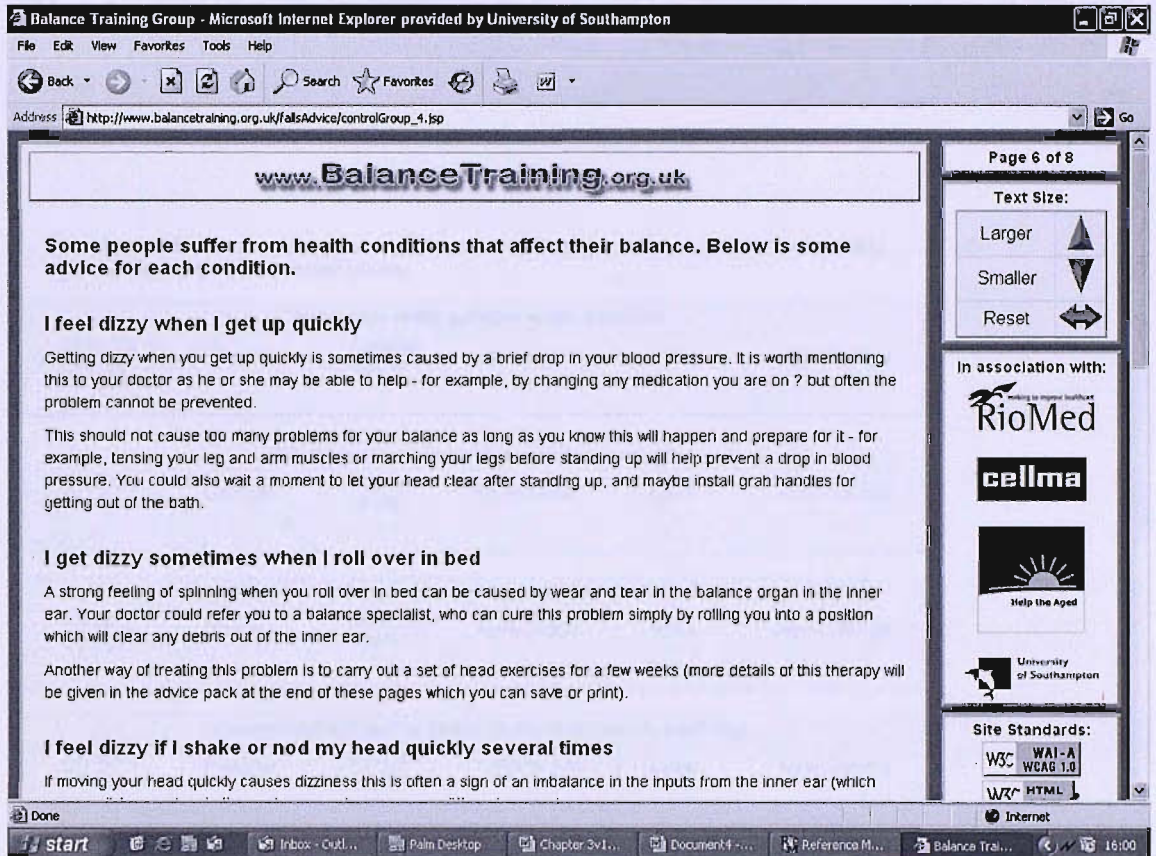 Balance Training Group - Microsoft Internet Explorer provided by University of Southampton
File Edit View Favorites Tools Help
Back Search Favorites
Address http://www.balancetraining.org.uk/fallsAdvice/controlGroup_4.jsp Go
www.BalanceTraining.org.uk
Some people suffer from health conditions that affect their balance. Below is some
advice for each condition.
I feel dizzy when I get up quickly
Getting dizzy when you get up quickly is sometimes caused by a brief drop in your blood pressure. It is worth mentioning
this to your doctor as he or she may be able to help - for example, by changing any medication you are on ? but often the
problem cannot be prevented.
This should not cause too many problems for your balance as long as you know this will happen and prepare for it - for
example, tensing your leg and arm muscles or marching your legs before standing up will help prevent a drop in blood
pressure. You could also wait a moment to let your head clear after standing up, and maybe install grab handles for
getting out of the bath.
I get dizzy sometimes when I roll over in bed
A strong feeling of spinning when you roll over in bed can be caused by wear and tear in the balance organ in the inner
ear. Your doctor could refer you to a balance specialist, who can cure this problem simply by rolling you into a position
which will clear any debris out of the inner ear.
Another way of treating this problem is to carry out a set of head exercises for a few weeks (more details of this therapy will
be given in the advice pack at the end of these pages which you can save or print).
I feel dizzy if I shake or nod my head quickly several times
If moving your head quickly causes dizziness this is often a sign of an imbalance in the inputs from the inner ear (which
Page 6 of 8
Text Size:
Larger
Smaller
Reset
In association with:
RioMed
cellma
Help the Aged
University
of Southampton
Site Standards:
W3C WAI-A
WCAG 1.0
W3C HTML
Done Internet
start Inbox - Outl... Palm Desktop Chapter 3v1... Document4 -... Reference M... Balance Trai... 16:00